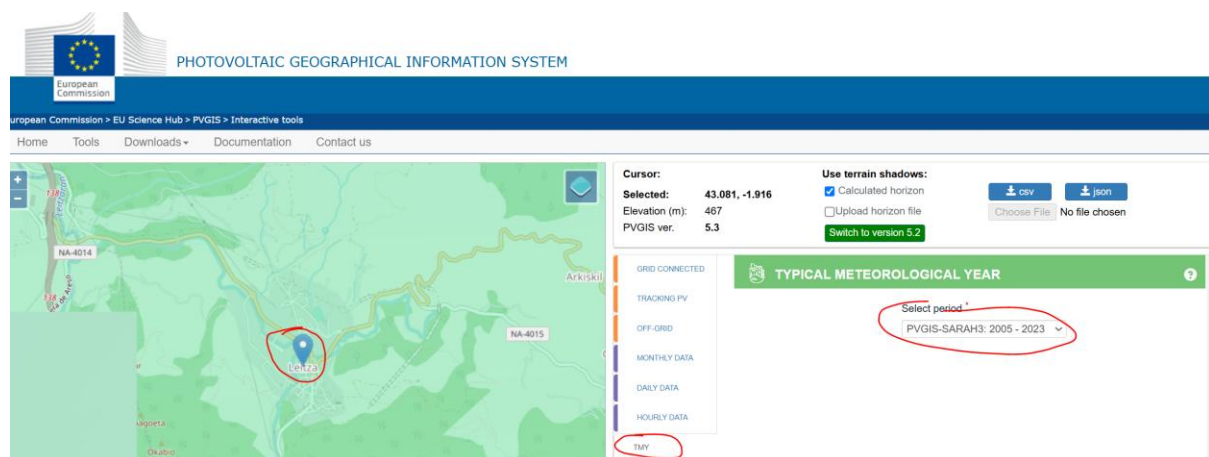 European
Commission
PHOTOVOLTAIC GEOGRAPHICAL INFORMATION SYSTEM
uropean Commission > EU Science Hub > PVGIS > Interactive tools
Home Tools Downloads Documentation Contact us
+
-
138
NA-4014
138
Arkiskil
NA-4015
Leitza
Okabio
Cursor:
Selected: 43.081, -1.916
Elevation (m): 467
PVGIS ver. 5.3
Use terrain shadows:
Calculated horizon
Upload horizon file
Switch to version 5.2
csv json
Choose File No file chosen
GRID CONNECTED
TRACKING PV
OFF-GRID
MONTHLY DATA
DAILY DATA
HOURLY DATA
TMY
TYPICAL METEOROLOGICAL YEAR ?
Select period *
PVGIS-SARAH3: 2005 - 2023